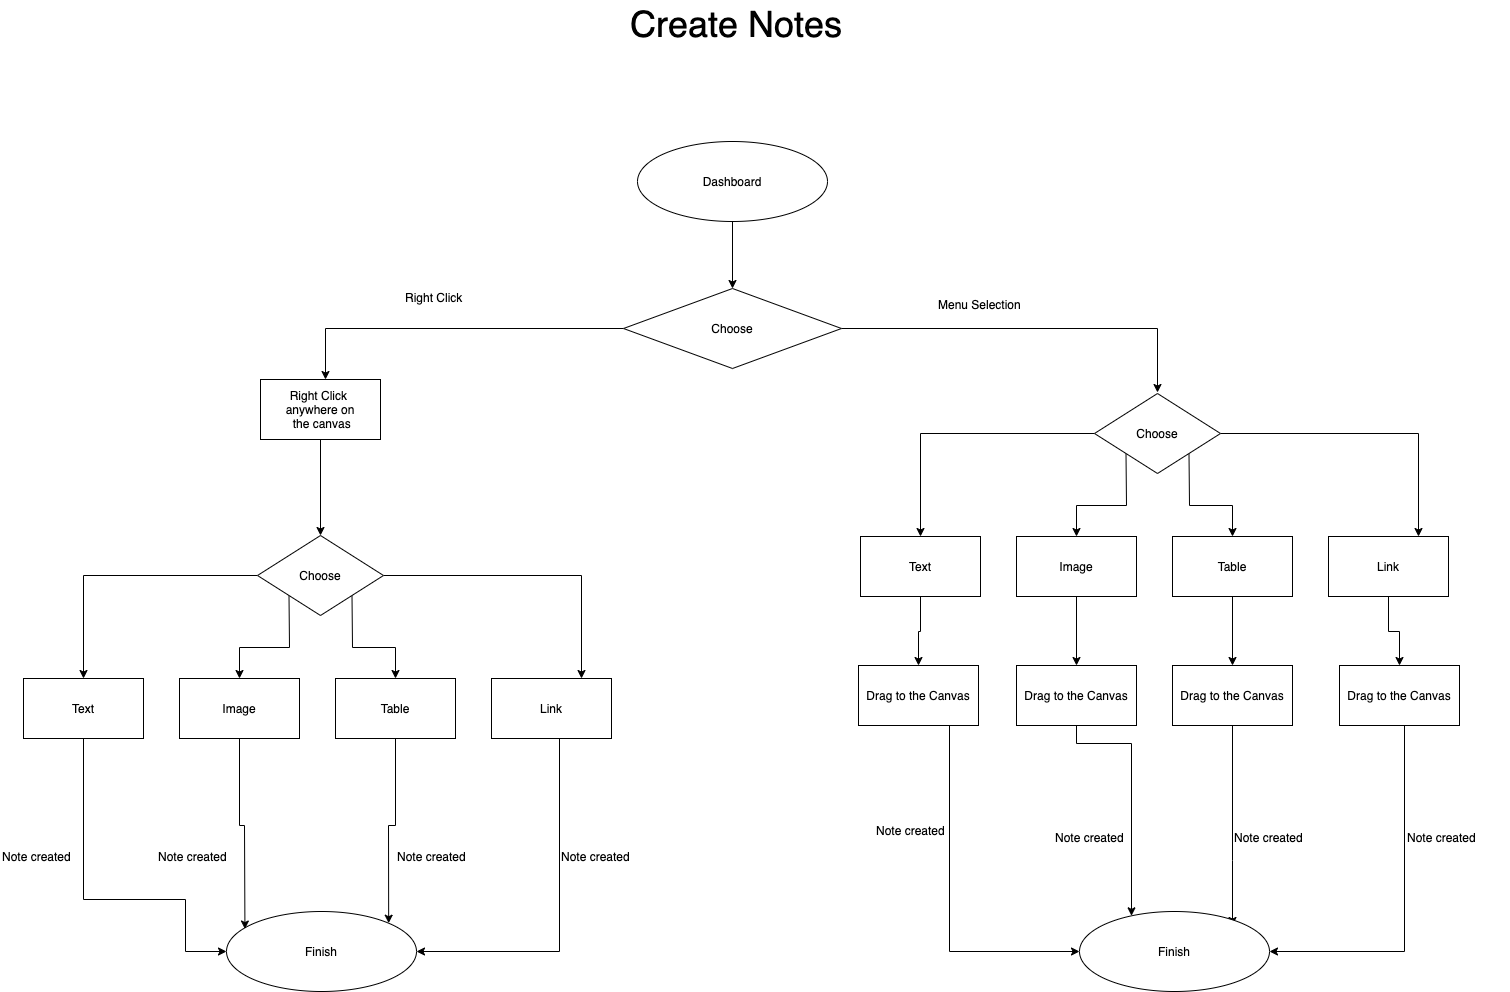 Create Notes
Dashboard
Right Click
Menu Selection
Choose
Right Click
anywhere on
the canvas
Choose
Choose
Text
Image
Table
Link
Drag to the Canvas
Drag to the Canvas
Drag to the Canvas
Drag to the Canvas
Text
Image
Table
Link
Note created
Note created
Note created
Note created
Note created
Note created
Note created
Note created
Finish
Finish